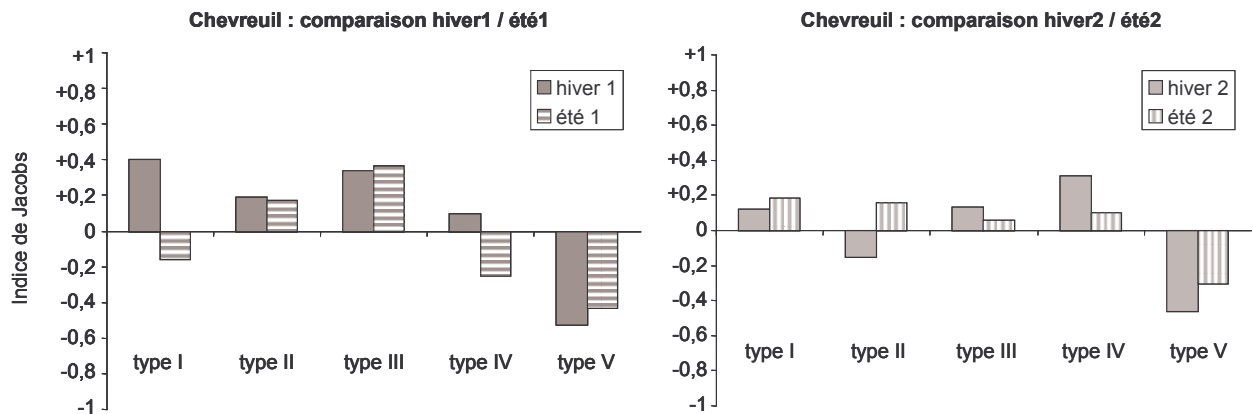 Chevreuil : comparaison hiver1 / été1
+1
+0,8
+0,6
+0,4
+0,2
0
-0,2
-0,4
-0,6
-0,8
-1
Indice de Jacobs
hiver 1
été 1
type I
type II
type III
type IV
type V
Chevreuil : comparaison hiver2 / été2
+1
+0,8
+0,6
+0,4
+0,2
0
-0,2
-0,4
-0,6
-0,8
-1
hiver 2
été 2
type I
type II
type III
type IV
type V